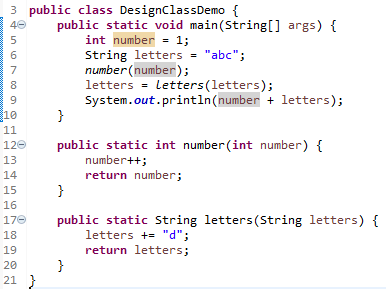 3 public class DesignClassDemo {
4     public static void main(String[] args) {
5         int number = 1;
6         String letters = "abc";
7         number(number);
8         letters = letters(letters);
9         System.out.println(number + letters);
10     }
11
12     public static int number(int number) {
13         number++;
14         return number;
15     }
16
17     public static String letters(String letters) {
18         letters += "d";
19         return letters;
20     }
21 }